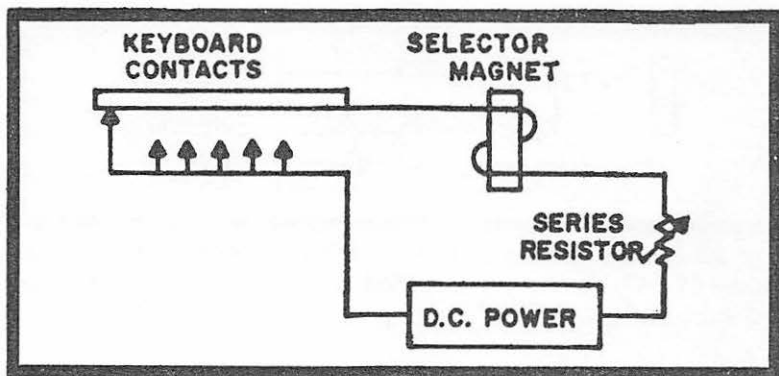 KEYBOARD
CONTACTS
SELECTOR
MAGNET
SERIES
RESISTOR
D.C. POWER